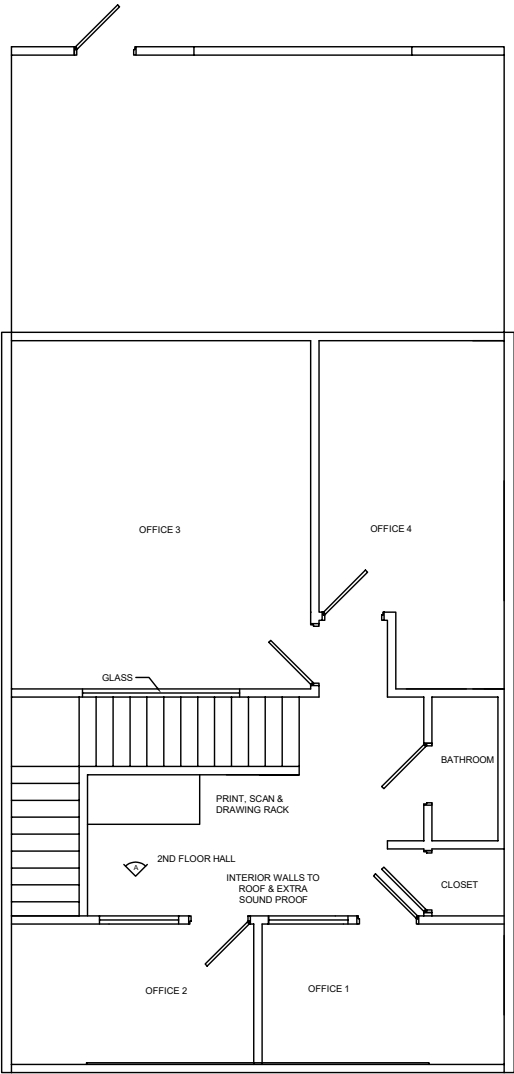 OFFICE 3
OFFICE 4
GLASS
BATHROOM
PRINT, SCAN &
DRAWING RACK
A
2ND FLOOR HALL
INTERIOR WALLS TO
ROOF & EXTRA
SOUND PROOF
CLOSET
OFFICE 2
OFFICE 1